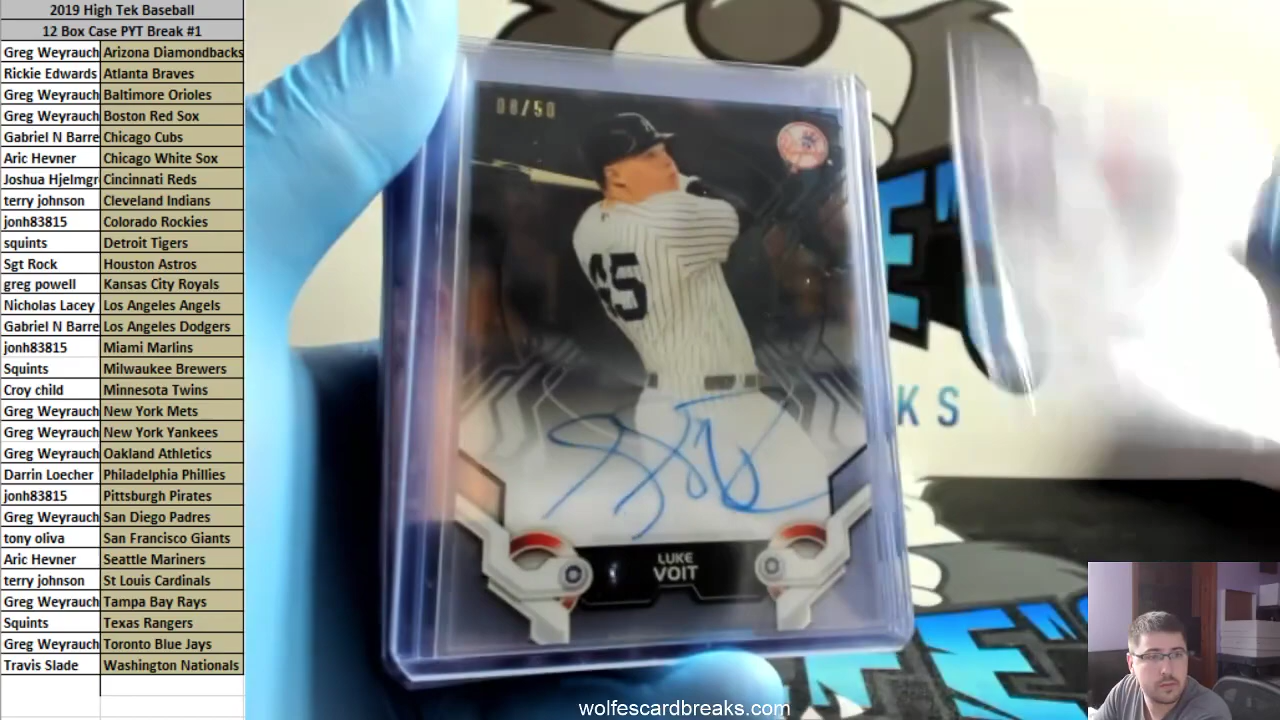 2019 High Tek Baseball
12 Box Case PYT Break #1
Greg Weyrauch Arizona Diamondbacks
Rickie Edwards Atlanta Braves
Greg Weyrauch Baltimore Orioles
Greg Weyrauch Boston Red Sox
Gabriel N Barre Chicago Cubs
Aric Hevner Chicago White Sox
Joshua Hjelmgr Cincinnati Reds
terry johnson Cleveland Indians
jonh83815 Colorado Rockies
squints Detroit Tigers
Sgt Rock Houston Astros
greg powell Kansas City Royals
Nicholas Lacey Los Angeles Angels
Gabriel N Barre Los Angeles Dodgers
jonh83815 Miami Marlins
Squints Milwaukee Brewers
Croy child Minnesota Twins
Greg Weyrauch New York Mets
Greg Weyrauch New York Yankees
Greg Weyrauch Oakland Athletics
Darrin Loecher Philadelphia Phillies
jonh83815 Pittsburgh Pirates
Greg Weyrauch San Diego Padres
tony oliva San Francisco Giants
Aric Hevner Seattle Mariners
terry johnson St Louis Cardinals
Greg Weyrauch Tampa Bay Rays
Squints Texas Rangers
Greg Weyrauch Toronto Blue Jays
Travis Slade Washington Nationals
08/50
45
LUKE
VOIT
KS
wolfescardbreaks.com